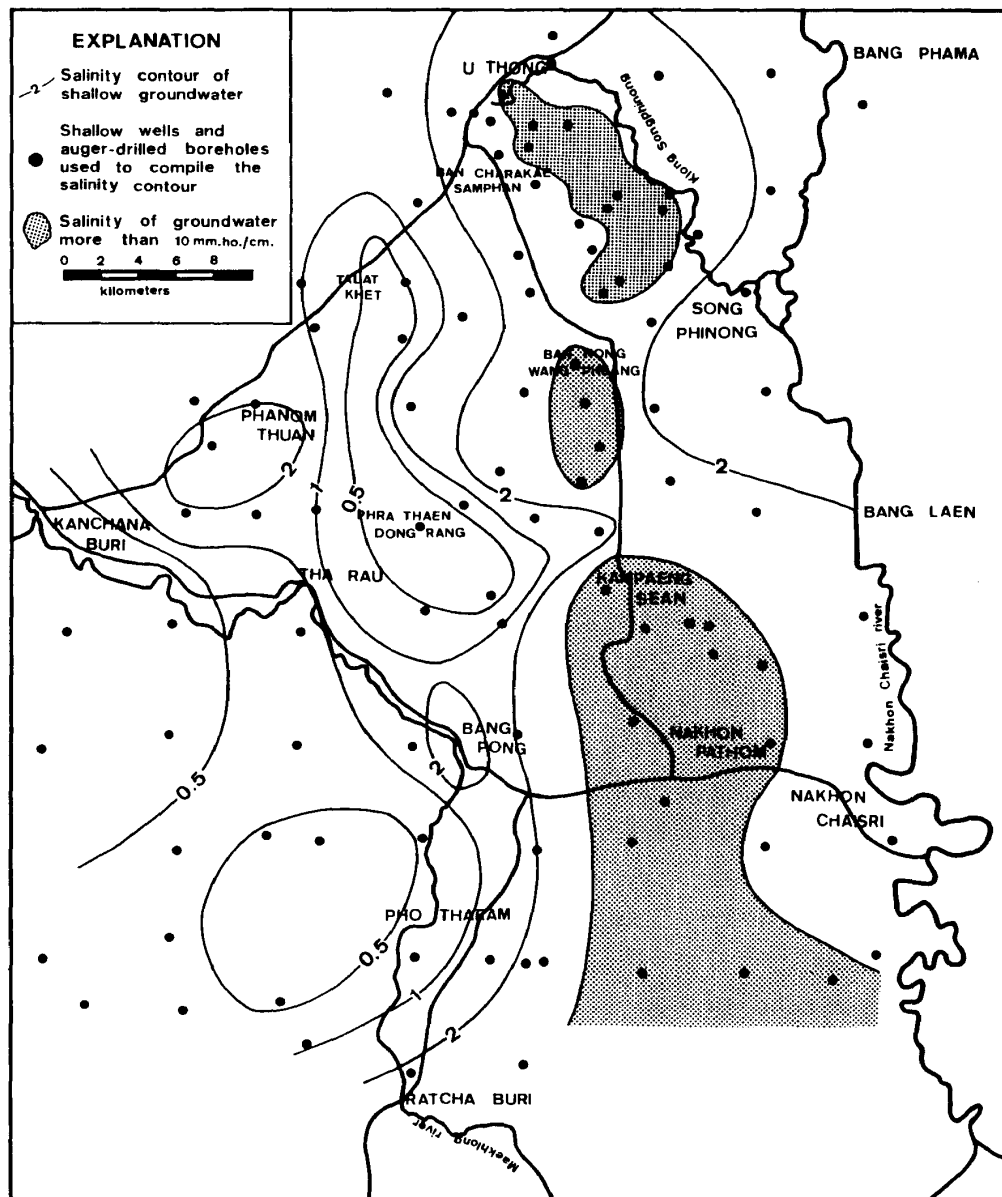 EXPLANATION
2
Salinity contour of
shallow groundwater
Shallow wells and
auger-drilled boreholes
used to compile the
salinity contour
Salinity of groundwater
more than 10 mm.ho./cm.
0 2 4 6 8
kilometers
U THONG
BANG PHAMA
Klong Songphinong
BAN CHARAKAE
SAMPHAN
TALAT
KHET
SONG
PHINONG
BAN NONG
WANG PHLANG
PHANOM
THUAN
2
1
0.5
2
2
PHRA THAEN
DONG RANG
BANG LAEN
KANCHANA
BURI
THA RAU
KAMPAENG
SEAN
Nakhon Chaisri river
BANG
PONG
2
NAKHON
PATHOM
0.5
NAKHON
CHAISRI
PHO THARAM
0.5
1
2
RATCHA BURI
Maekhlong
river